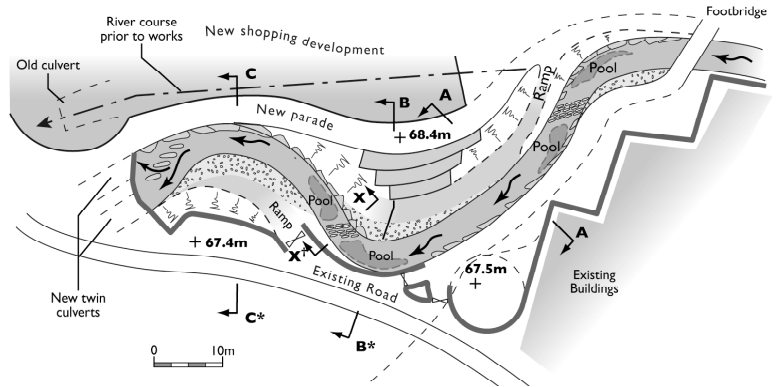 Footbridge
River course
prior to works
New shopping development
Old culvert
C
B
A
Ramp
Pool
New parade
+ 68.4m
Pool
X
Pool
Ramp
+ 67.4m
X*
Pool
A
67.5m
+
Existing Road
Existing
Buildings
New twin
culverts
C*
B*
0 10m